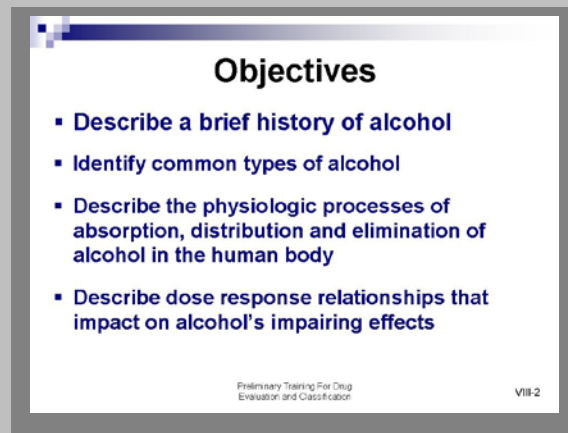 Objectives
▪ Describe a brief history of alcohol
▪ Identify common types of alcohol
▪ Describe the physiologic processes of
absorption, distribution and elimination of
alcohol in the human body
▪ Describe dose response relationships that
impact on alcohol's impairing effects
Preliminary Training For Drug
Evaluation and Classification
VIII-2